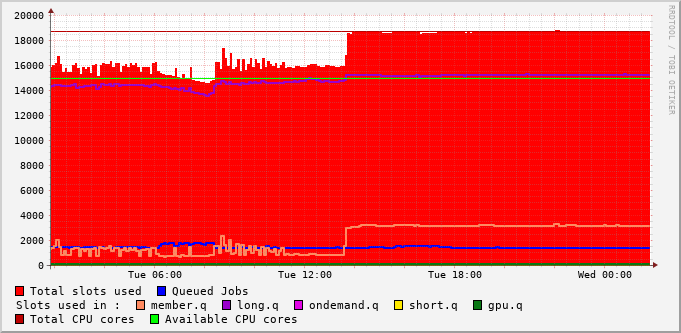 RRDTOOL / TOBI OETIKER
20000
18000
16000
14000
12000
10000
8000
6000
4000
2000
0
Tue 06:00 Tue 12:00 Tue 18:00 Wed 00:00
Total slots used Queued Jobs
Slots used in : member.q long.q ondemand.q short.q gpu.q
Total CPU cores Available CPU cores